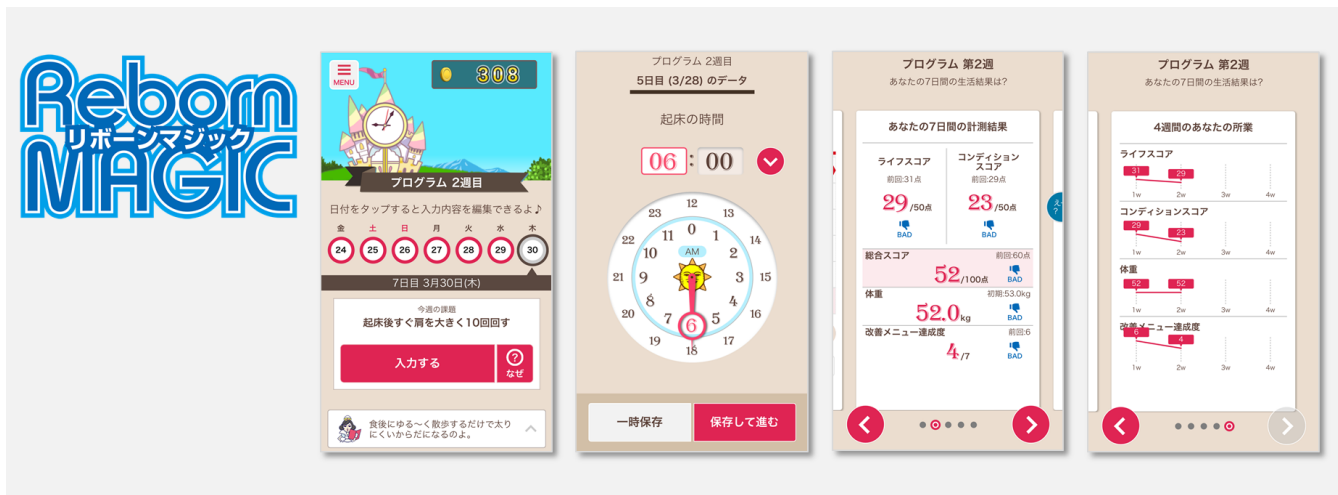 Reborn
リボーンマジック
MAGIC
MENU
308
プログラム 2週目
日付をタップすると入力内容を編集できるよ♪
金 土 日 月 火 水 木
24 25 26 27 28 29 30
7日目 3月30日(木)
今週の課題
起床後すぐ肩を大きく10回回す
入力する
?
なぜ
食後にゆる〜く散歩するだけで太り
にくいからだになるのよ。
プログラム 2週目
5日目 (3/28) のデータ
起床の時間
06 : 00
12
23 13
0
22 11 1 14
10 AM 2
21 9 3 15
8 4
20 7 6 5 16
19 17
18
一時保存
保存して進む
プログラム 第2週
あなたの7日間の生活結果は?
あなたの7日間の計測結果
ライフスコア
前回:31点
29/50点
BAD
コンディション
スコア
前回:29点
23/50点
BAD
総合スコア 前回:60点
52/100点 BAD
体重 初期:53.0kg
52.0kg BAD
改善メニュー達成度 前回:6
4/7 BAD
え
?
プログラム 第2週
あなたの7日間の生活結果は?
4週間のあなたの所業
ライフスコア
31 29
1w 2w 3w 4w
コンディションスコア
29 23
1w 2w 3w 4w
体重
52 52
1w 2w 3w 4w
改善メニュー達成度
6 4
1w 2w 3w 4w